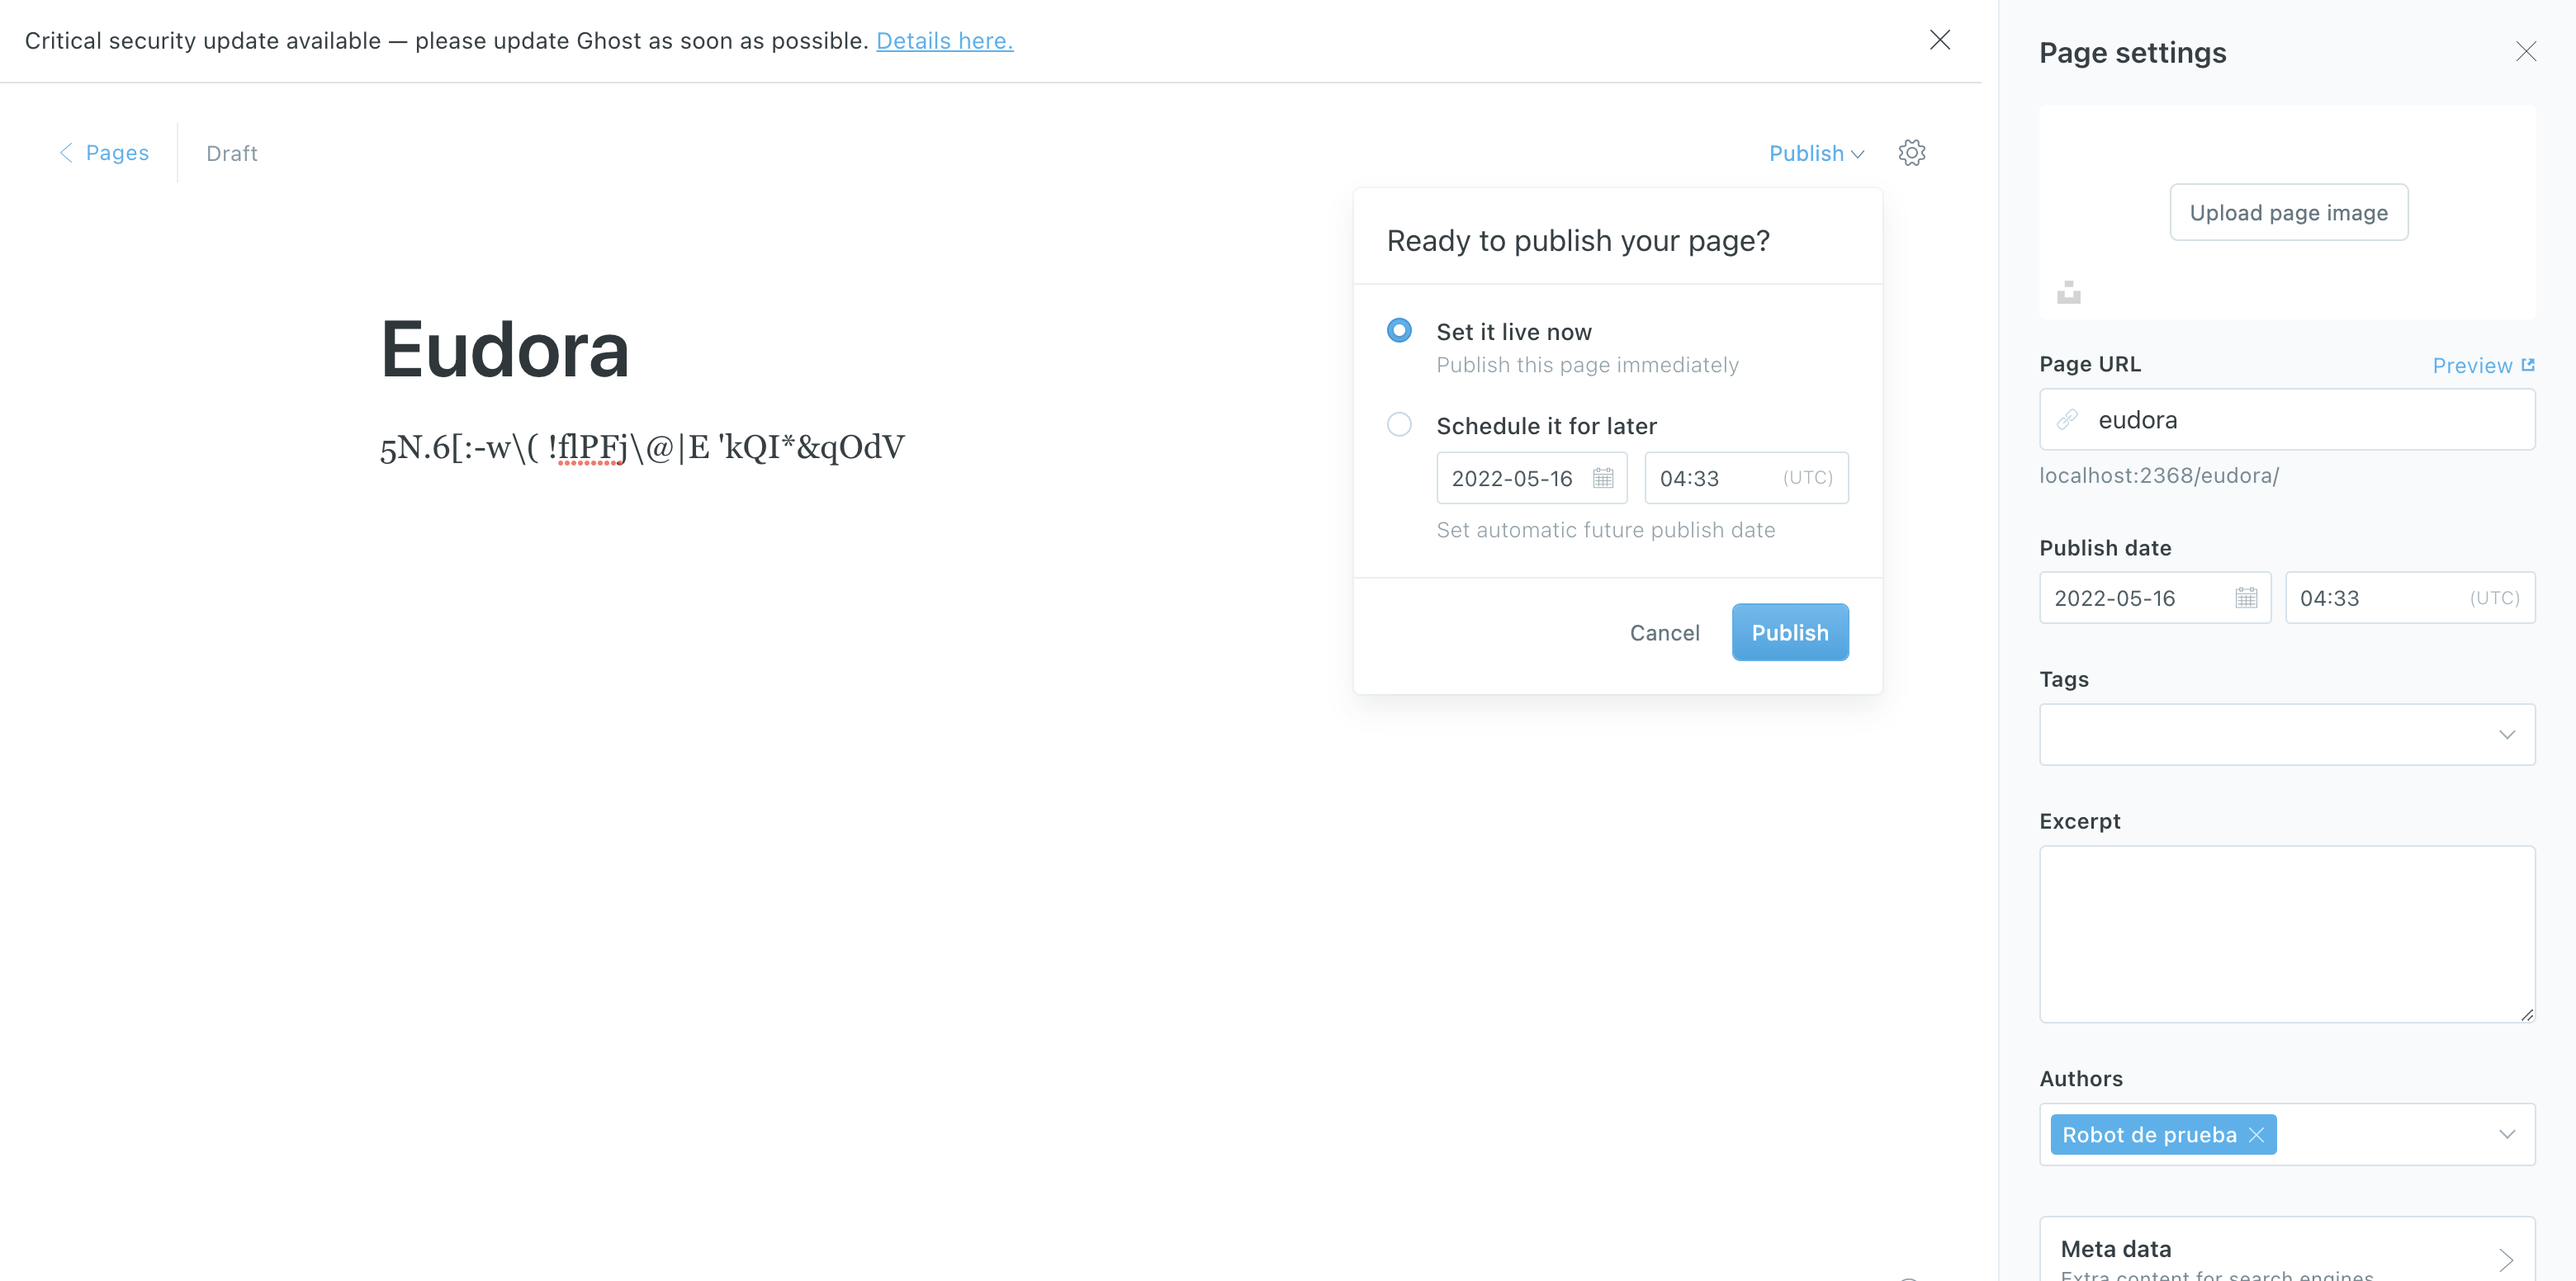 Critical security update available — please update Ghost as soon as possible. Details here.
Pages
Draft
Publish
Eudora
5N.6[:-w\( !flPFj\@|E 'kQI*&qOdV
Ready to publish your page?
Set it live now
Publish this page immediately
Schedule it for later
2022-05-16
04:33 (UTC)
Set automatic future publish date
Cancel
Publish
Page settings
Upload page image
Page URL
Preview
eudora
localhost:2368/eudora/
Publish date
2022-05-16
04:33 (UTC)
Tags
Excerpt
Authors
Robot de prueba
Meta data
Extra content for search engines